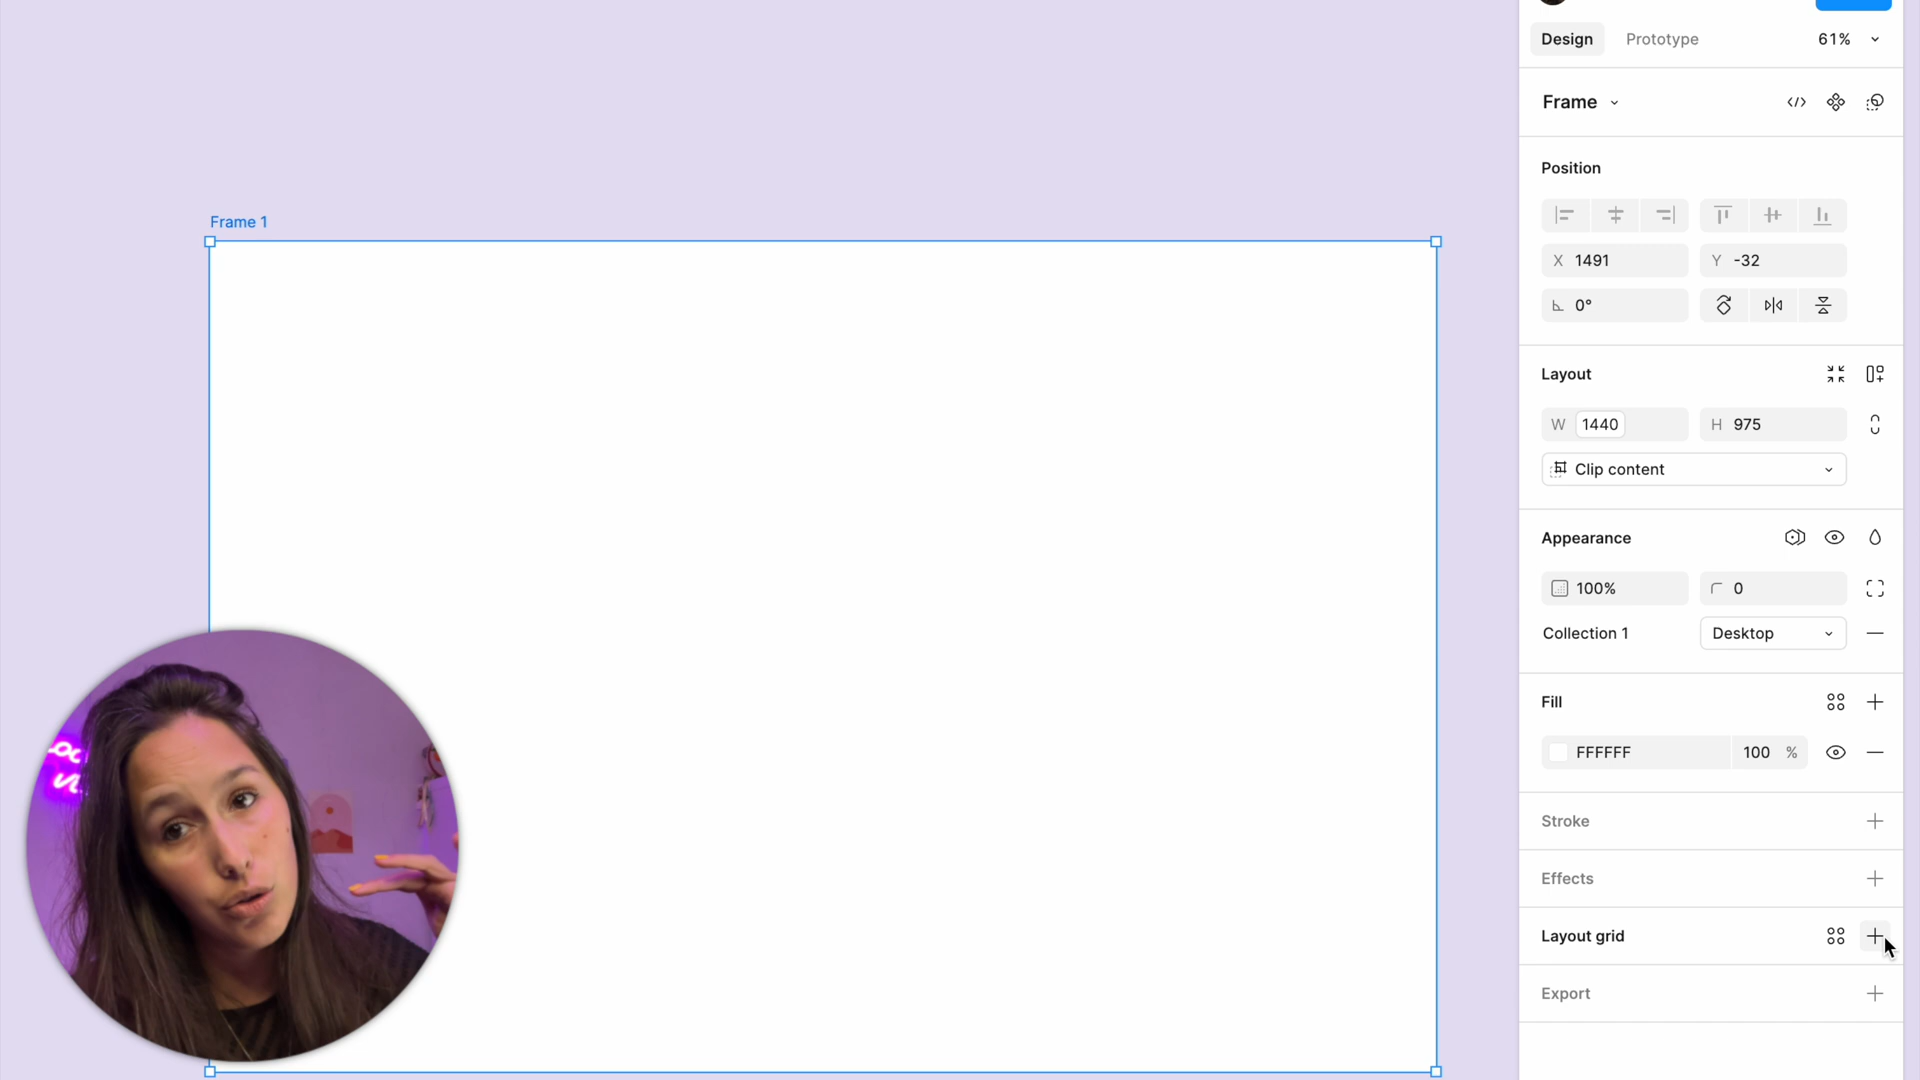 Design Prototype 61%
Frame
Position
X 1491 Y -32
0°
Layout
W 1440 H 975
Clip content
Appearance
100% 0
Collection 1 Desktop
Fill
FFFFFF 100 %
Stroke
Effects
Layout grid
Export
Frame 1